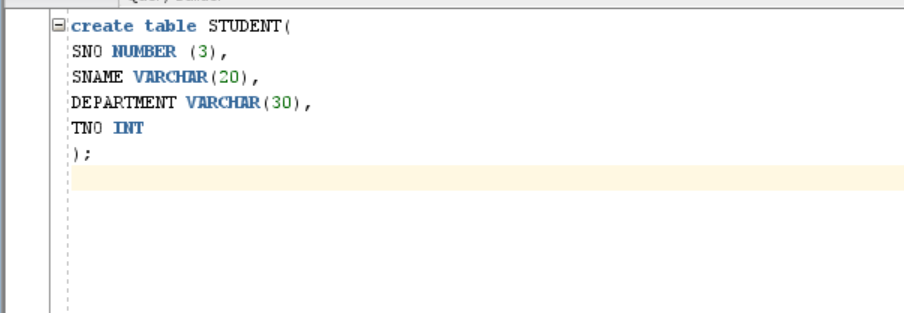 create table STUDENT(
SNO NUMBER (3),
SNAME VARCHAR(20),
DEPARTMENT VARCHAR(30),
TNO INT
);